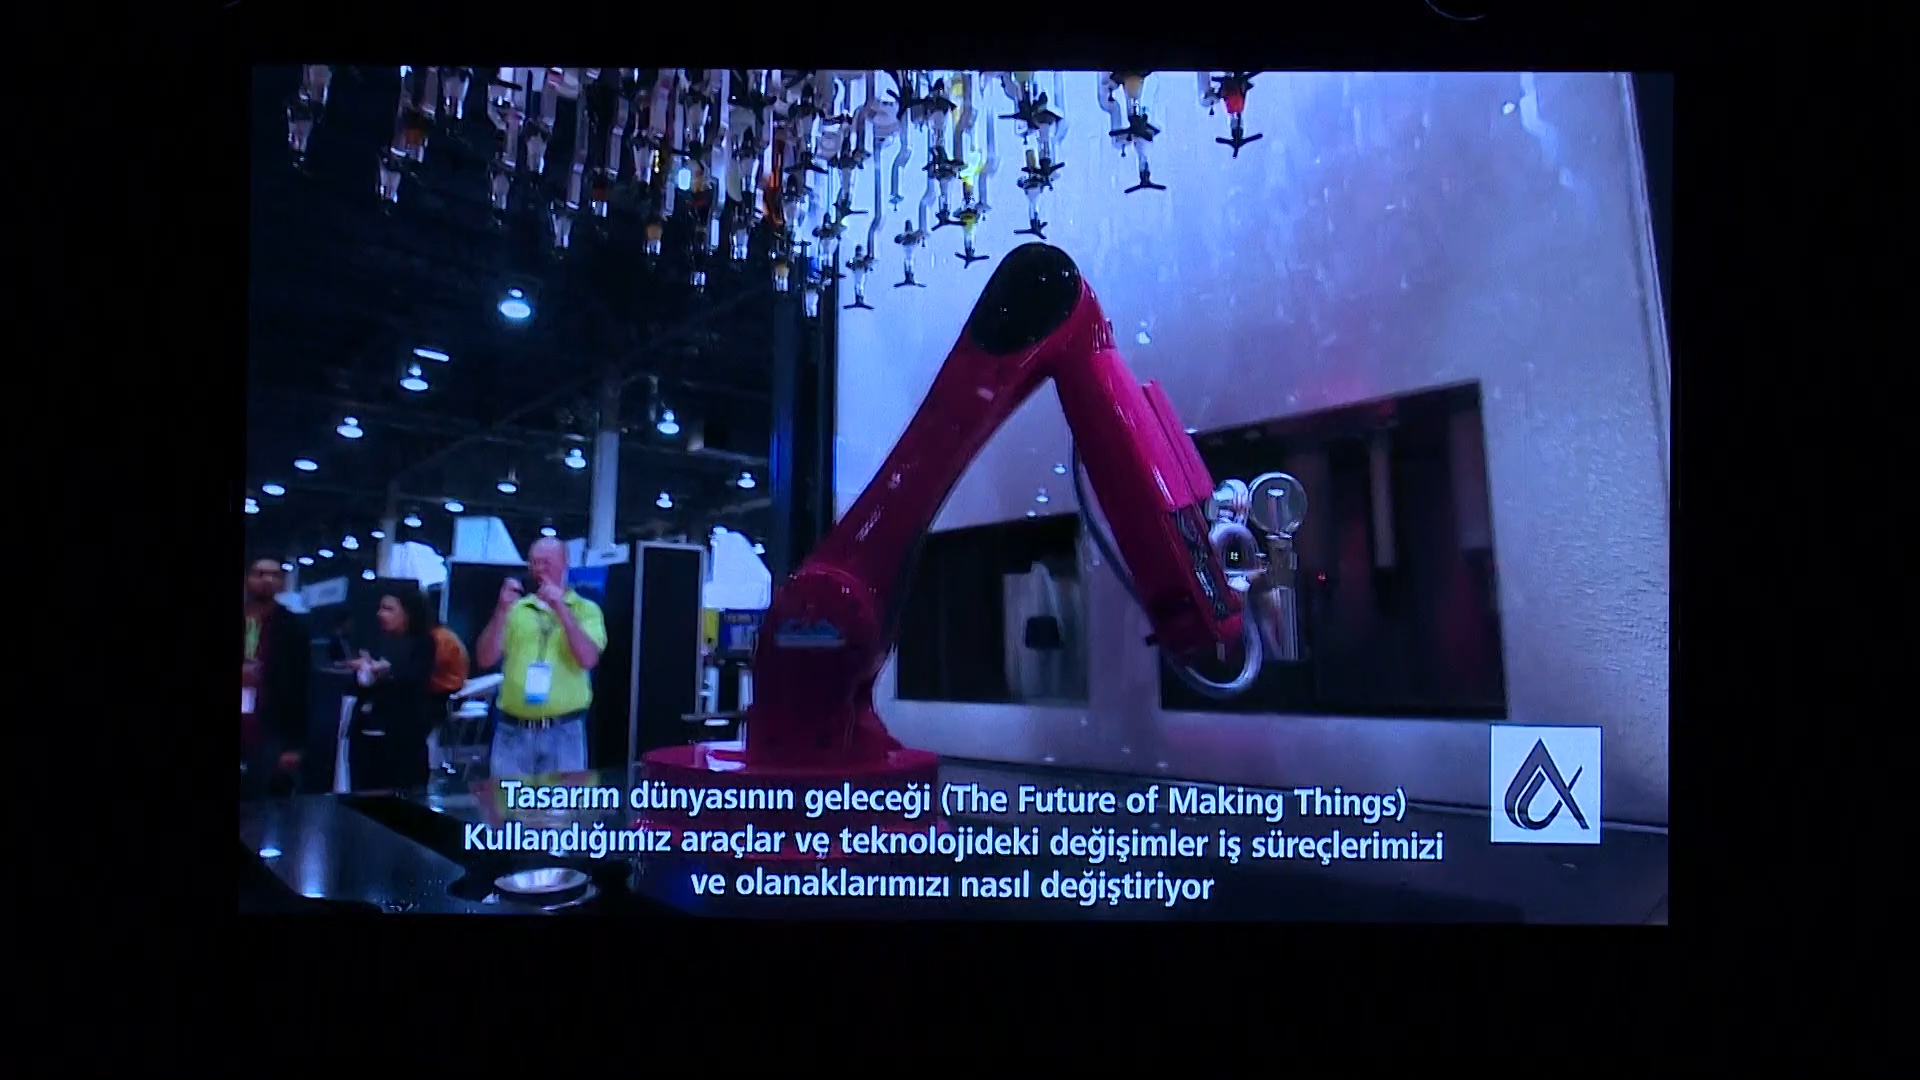 Tasarım dünyasının geleceği (The Future of Making Things)
Kullandığımız araçlar ve teknolojideki değişimler iş süreçlerimizi
ve olanaklarımızı nasıl değiştiriyor